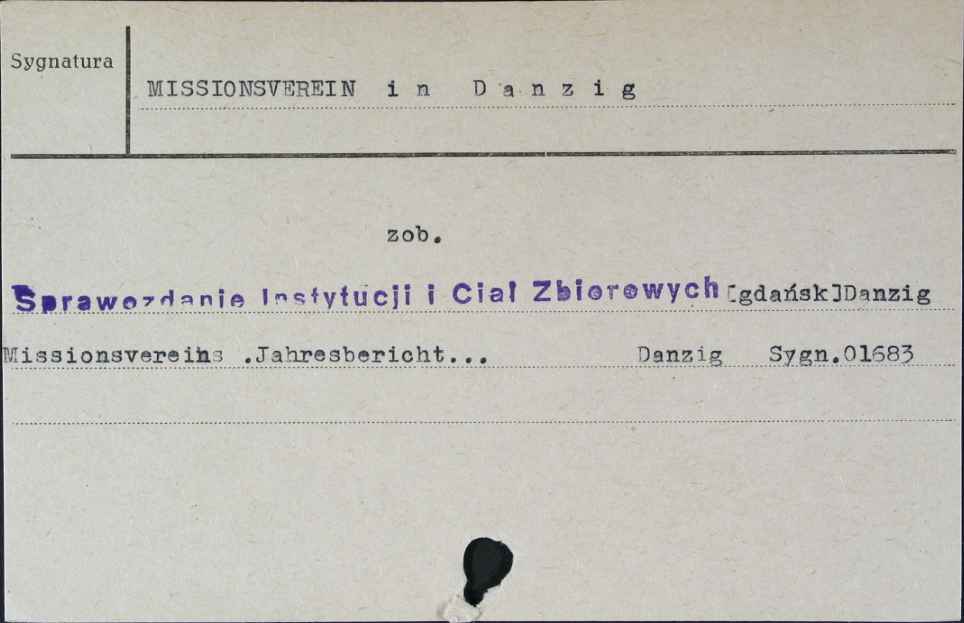 Sygnatura
MISSIONSVEREIN in Danzig
zob.
Sprawozdanie Instytucji i Ciał Zbiorowych [gdańsk]Danzig
Missionsvereins .Jahresbericht... Danzig Sygn.01683